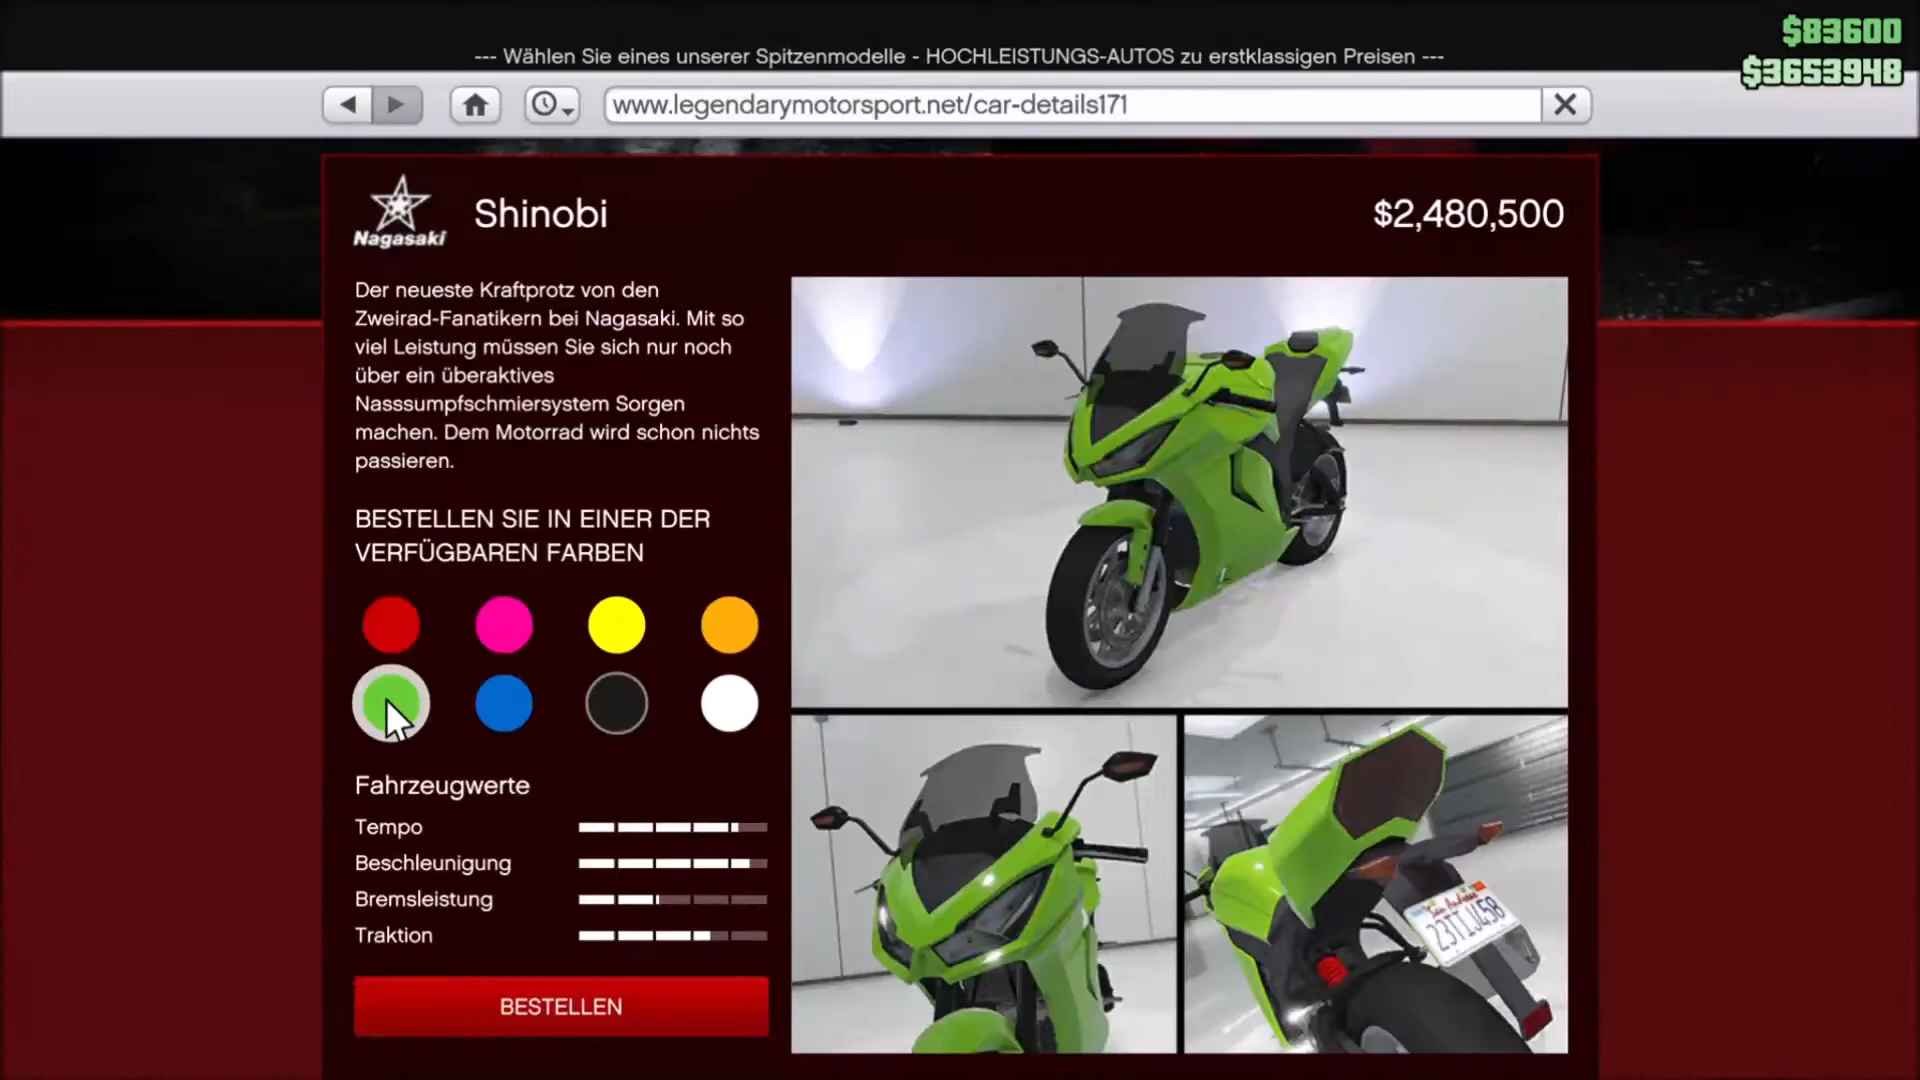 $83600
--- Wählen Sie eines unserer Spitzenmodelle - HOCHLEISTUNGS-AUTOS zu erstklassigen Preisen ---
$3653948
www.legendarymotorsport.net/car-details171
Nagasaki
Shinobi
$2,480,500
Der neueste Kraftprotz von den
Zweirad-Fanatikern bei Nagasaki. Mit so
viel Leistung müssen Sie sich nur noch
über ein überaktives
Nasssumpfschmiersystem Sorgen
machen. Dem Motorrad wird schon nichts
passieren.
BESTELLEN SIE IN EINER DER
VERFÜGBAREN FARBEN
Fahrzeugwerte
Tempo
Beschleunigung
Bremsleistung
Traktion
BESTELLEN
San Andreas
23TI1458